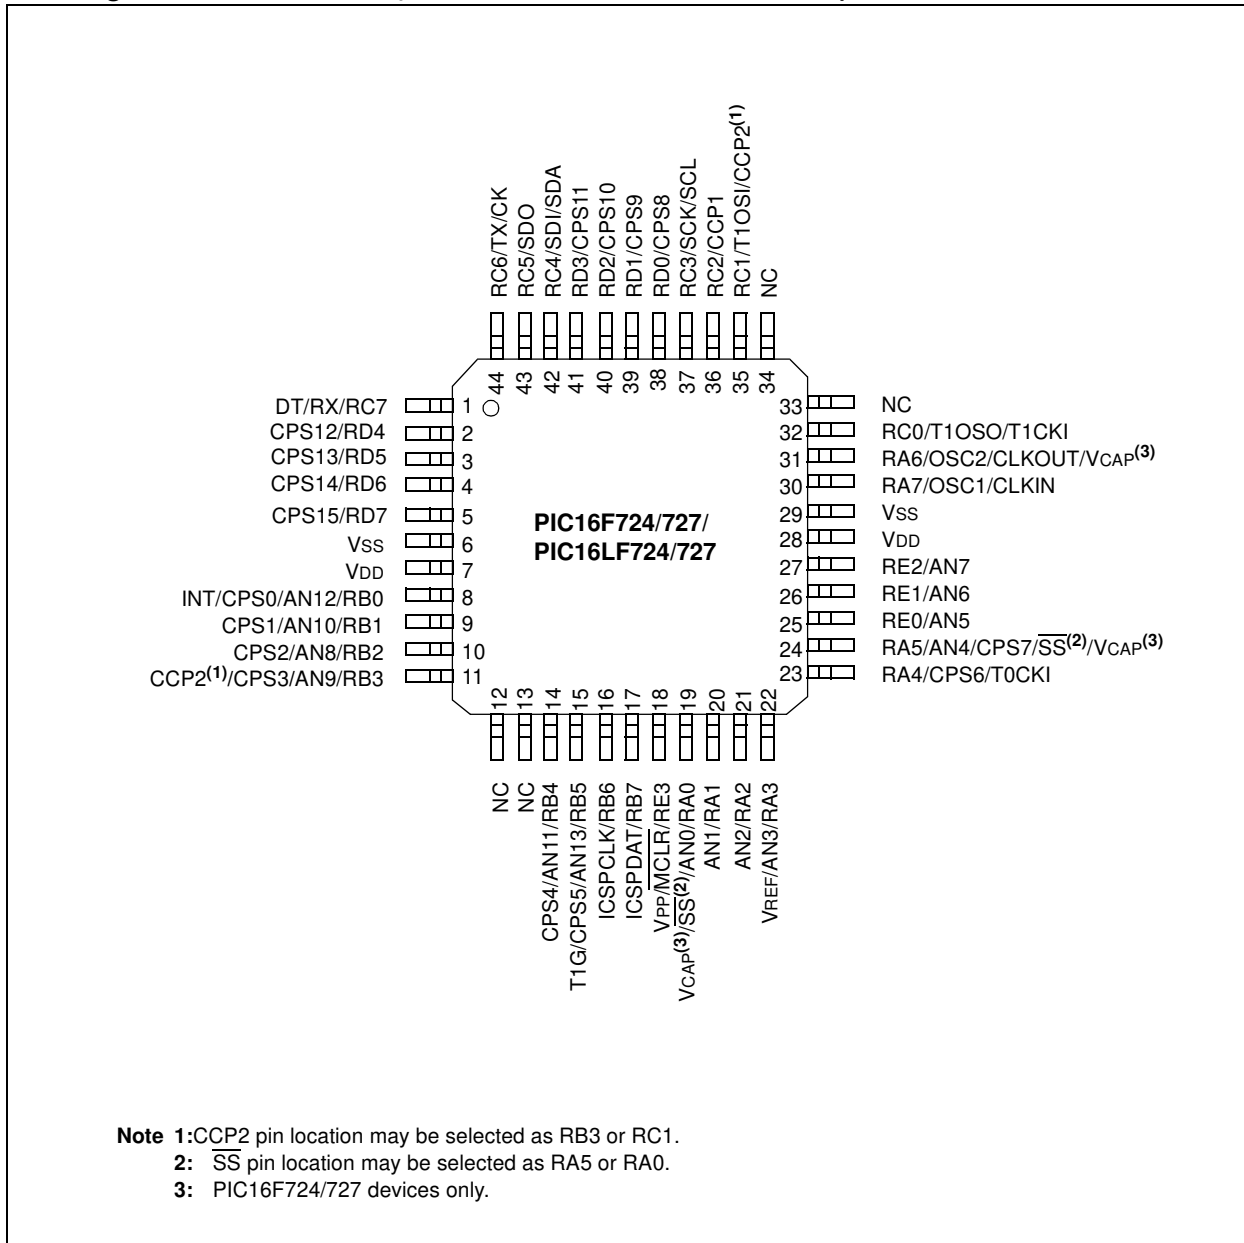 RC6/TX/CK
RC5/SDO
RC4/SDI/SDA
RD3/CPS11
RD2/CPS10
RD1/CPS9
RD0/CPS8
RC3/SCK/SCL
RC2/CCP1
RC1/T1OSI/CCP2(1)
NC
44
43
42
41
40
39
38
37
36
35
34
DT/RX/RC7 1
CPS12/RD4 2
CPS13/RD5 3
CPS14/RD6 4
CPS15/RD7 5
VSS 6
VDD 7
INT/CPS0/AN12/RB0 8
CPS1/AN10/RB1 9
CPS2/AN8/RB2 10
CCP2(1)/CPS3/AN9/RB3 11
PIC16F724/727/
PIC16LF724/727
33 NC
32 RC0/T1OSO/T1CKI
31 RA6/OSC2/CLKOUT/VCAP(3)
30 RA7/OSC1/CLKIN
29 VSS
28 VDD
27 RE2/AN7
26 RE1/AN6
25 RE0/AN5
24 RA5/AN4/CPS7/S̅S̅(2)/VCAP(3)
23 RA4/CPS6/T0CKI
12
13
14
15
16
17
18
19
20
21
22
NC
NC
CPS4/AN11/RB4
T1G/CPS5/AN13/RB5
ICSPCLK/RB6
ICSPDAT/RB7
VPP/M̅C̅L̅R̅/RE3
VCAP(3)/S̅S̅(2)/AN0/RA0
AN1/RA1
AN2/RA2
VREF/AN3/RA3
Note 1:CCP2 pin location may be selected as RB3 or RC1.
2: S̅S̅ pin location may be selected as RA5 or RA0.
3: PIC16F724/727 devices only.